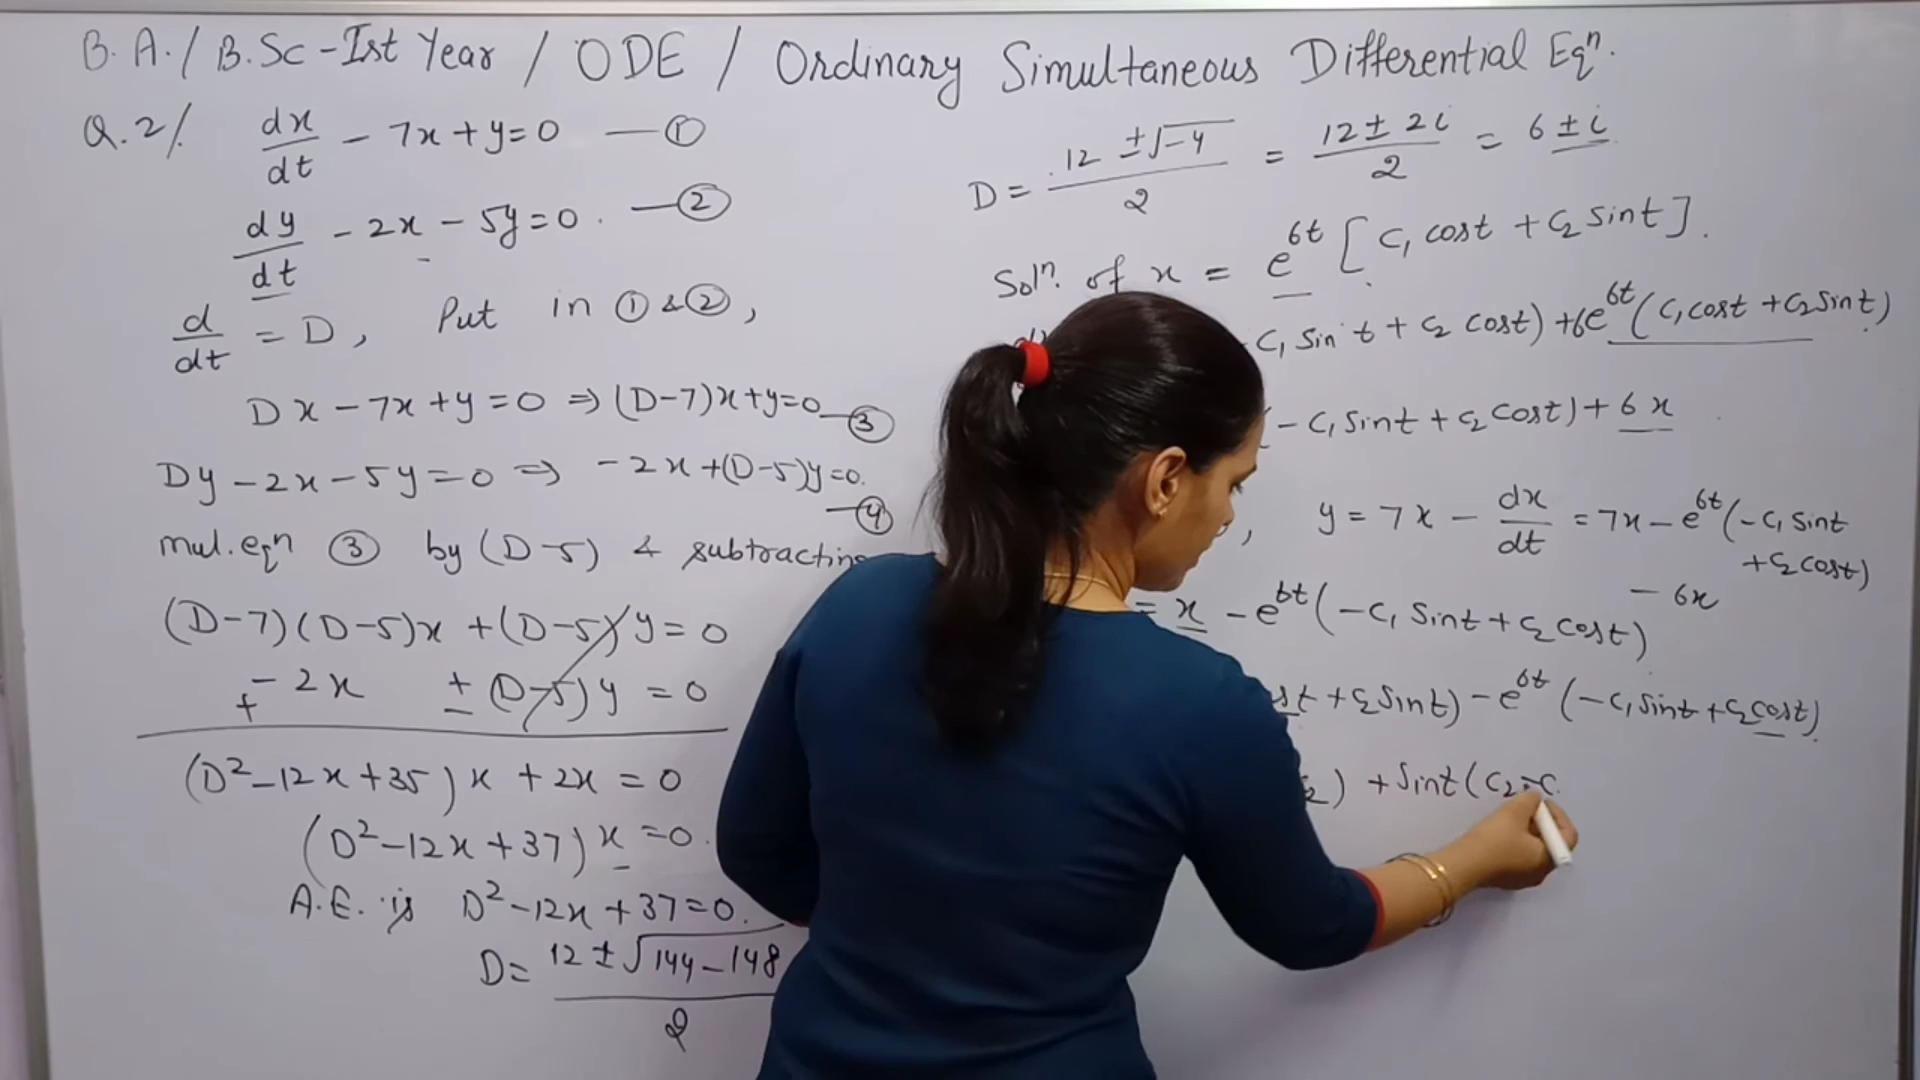 B.A./B.Sc-Ist Year / ODE / Ordinary Simultaneous Differential Eqⁿ.
Q.2/. dx/dt - 7x + y = 0 — ①
dy/dt - 2x - 5y = 0. — ②
d/dt = D, Put in ① & ②,
Dx - 7x + y = 0 ⇒ (D-7)x + y = 0 — ③
Dy - 2x - 5y = 0 ⇒ -2x + (D-5)y = 0. — ④
mul. eqⁿ ③ by (D-5) & subtracting
(D-7)(D-5)x + (D-5)y = 0
+ - 2x ± (D-5)y = 0
(D² - 12x + 35)x + 2x = 0
(D² - 12x + 37)x = 0.
A.E. is D² - 12x + 37 = 0.
D = 12 ± √144 - 148 / 2
D = 12 ± √-4 / 2 = 12 ± 2i / 2 = 6 ± i
Solⁿ. of x = e^6t [C₁ cost + C₂ sint].
C₁ sin t + C₂ cost) + 6e^6t (C₁cost + C₂sint)
(-C₁ sint + C₂ cost) + 6x
, y = 7x - dx/dt = 7x - e^6t (-C₁ sint + C₂ cost) - 6x
= x - e^6t (-C₁ sint + C₂ cost)
+ C₂ sint) - e^6t (-C₁ sint + C₂ cost)
) + sint (C₂